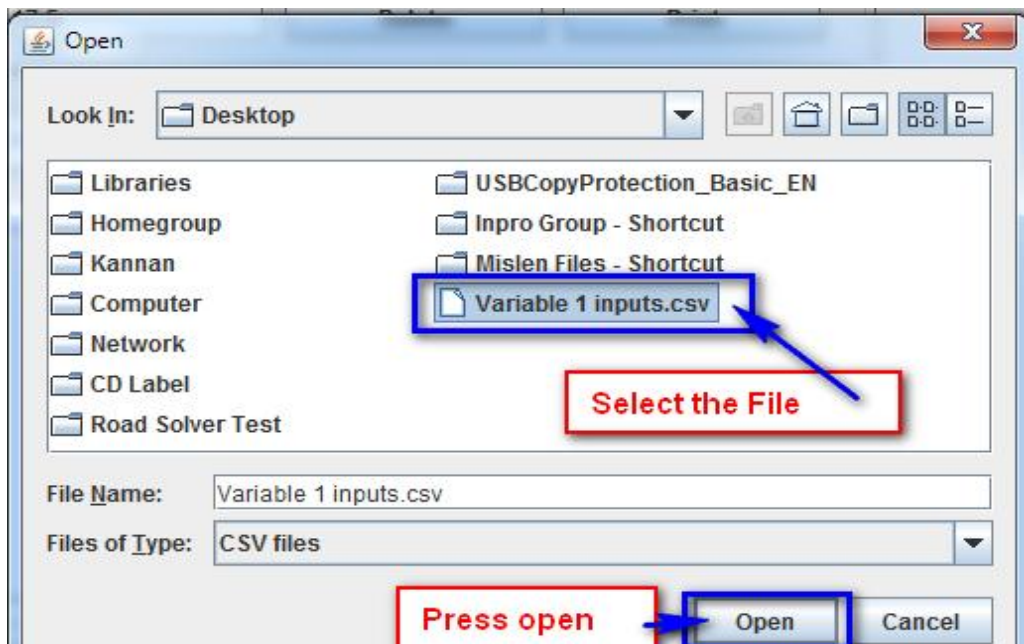 Open
Look In: Desktop
Libraries
USBCopyProtection_Basic_EN
Homegroup
Inpro Group - Shortcut
Kannan
Mislen Files - Shortcut
Computer
Variable 1 inputs.csv
Network
CD Label
Select the File
Road Solver Test
File Name: Variable 1 inputs.csv
Files of Type: CSV files
Press open
Open
Cancel